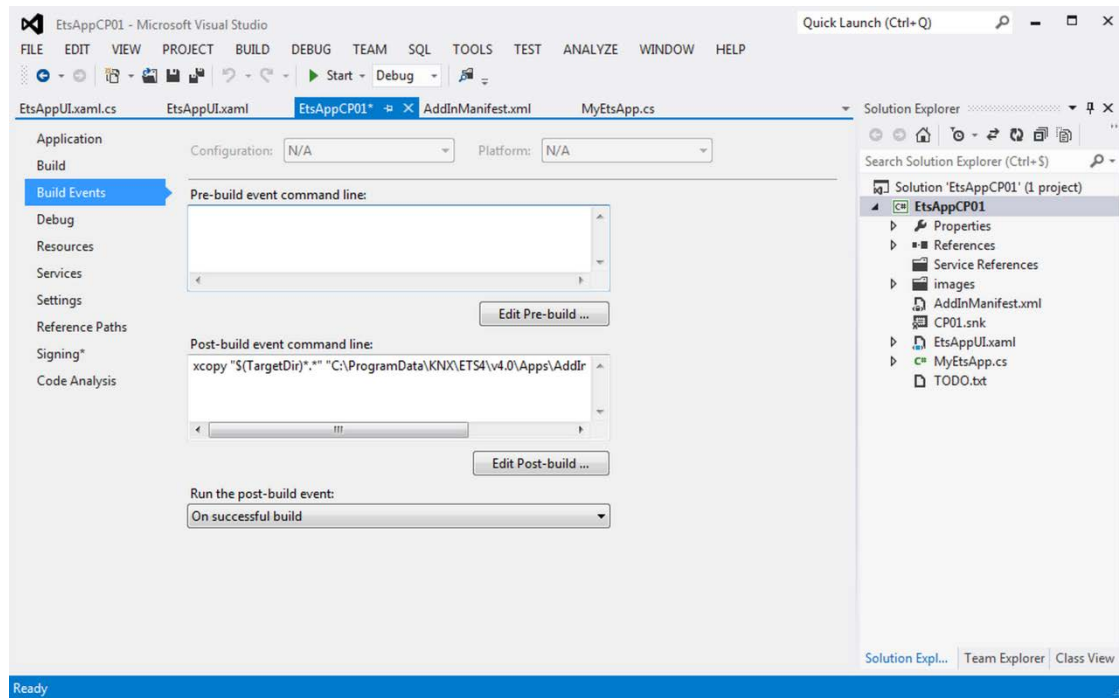 EtsAppCP01 - Microsoft Visual Studio
Quick Launch (Ctrl+Q)
FILE EDIT VIEW PROJECT BUILD DEBUG TEAM SQL TOOLS TEST ANALYZE WINDOW HELP
Start Debug
EtsAppUI.xaml.cs EtsAppUI.xaml EtsAppCP01* AddInManifest.xml MyEtsApp.cs
Application
Build
Build Events
Debug
Resources
Services
Settings
Reference Paths
Signing*
Code Analysis
Configuration: N/A Platform: N/A
Pre-build event command line:
Edit Pre-build ...
Post-build event command line:
xcopy "$(TargetDir)*.*" "C:\ProgramData\KNX\ETS4\v4.0\Apps\AddIr
Edit Post-build ...
Run the post-build event:
On successful build
Solution Explorer
Search Solution Explorer (Ctrl+$)
Solution 'EtsAppCP01' (1 project)
C# EtsAppCP01
Properties
References
Service References
images
AddInManifest.xml
CP01.snk
EtsAppUI.xaml
C# MyEtsApp.cs
TODO.txt
Solution Expl... Team Explorer Class View
Ready